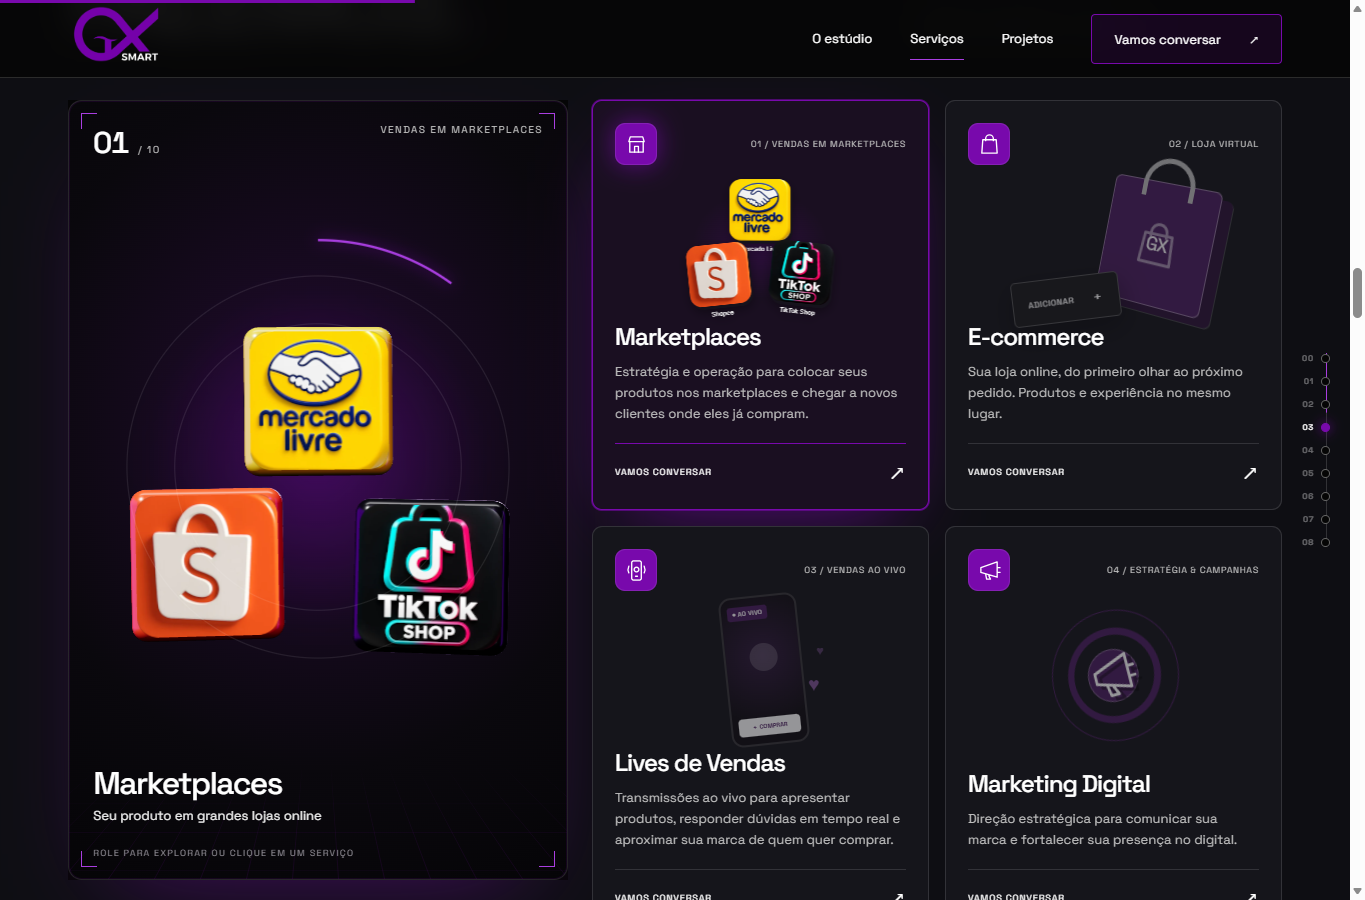 GX
SMART
O estúdio
Serviços
Projetos
Vamos conversar
01 / 10
VENDAS EM MARKETPLACES
mercado
livre
S
TikTok
SHOP
Marketplaces
Seu produto em grandes lojas online
ROLE PARA EXPLORAR OU CLIQUE EM UM SERVIÇO
01 / VENDAS EM MARKETPLACES
mercado
livre
S
Shopee
TikTok
SHOP
TikTok Shop
Marketplaces
Estratégia e operação para colocar seus
produtos nos marketplaces e chegar a novos
clientes onde eles já compram.
VAMOS CONVERSAR
02 / LOJA VIRTUAL
GX
ADICIONAR +
E-commerce
Sua loja online, do primeiro olhar ao próximo
pedido. Produtos e experiência no mesmo
lugar.
VAMOS CONVERSAR
03 / VENDAS AO VIVO
AO VIVO
COMPRAR
Lives de Vendas
Transmissões ao vivo para apresentar
produtos, responder dúvidas em tempo real e
aproximar sua marca de quem quer comprar.
VAMOS CONVERSAR
04 / ESTRATÉGIA & CAMPANHAS
Marketing Digital
Direção estratégica para comunicar sua
marca e fortalecer sua presença no digital.
VAMOS CONVERSAR
00
01
02
03
04
05
06
07
08